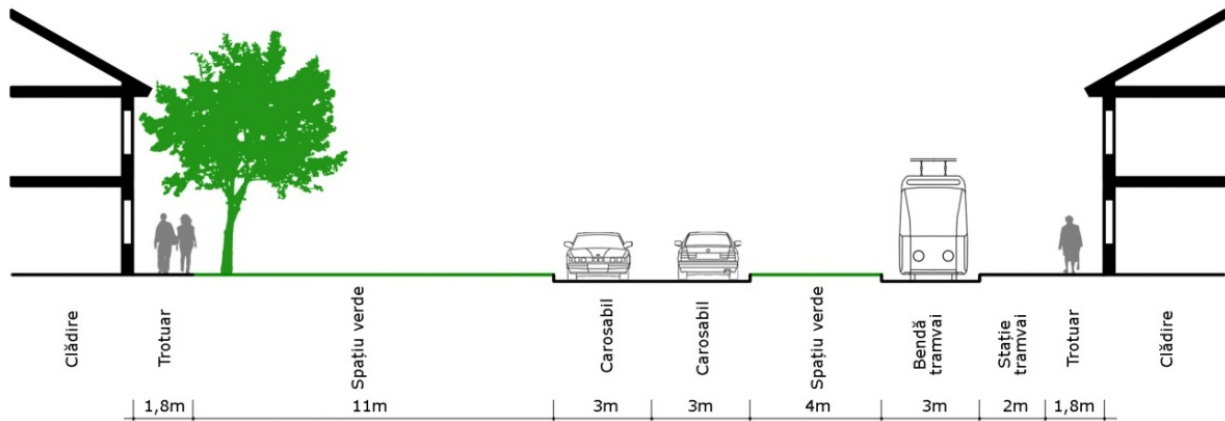 Clădire
Trotuar
Spațiu verde
Carosabil
Carosabil
Spațiu verde
Bendă
tramvai
Stație
tramvai
Trotuar
Clădire
1,8m
11m
3m
3m
4m
3m
2m
1,8m